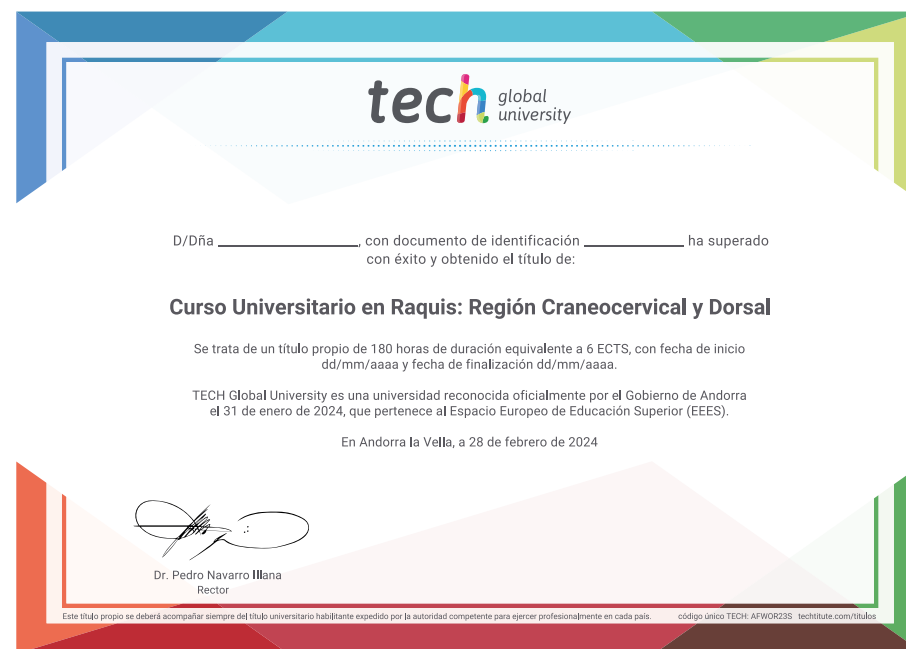 tech global
university
D/Dña ______________, con documento de identificación __________ ha superado
con éxito y obtenido el título de:
Curso Universitario en Raquis: Región Craneocervical y Dorsal
Se trata de un título propio de 180 horas de duración equivalente a 6 ECTS, con fecha de inicio
dd/mm/aaaa y fecha de finalización dd/mm/aaaa.
TECH Global University es una universidad reconocida oficialmente por el Gobierno de Andorra
el 31 de enero de 2024, que pertenece al Espacio Europeo de Educación Superior (EEES).
En Andorra la Vella, a 28 de febrero de 2024
Dr. Pedro Navarro Illana
Rector
Este título propio se deberá acompañar siempre del título universitario habilitante expedido por la autoridad competente para ejercer profesionalmente en cada país. código único TECH: AFWOR23S techtitute.com/titulos